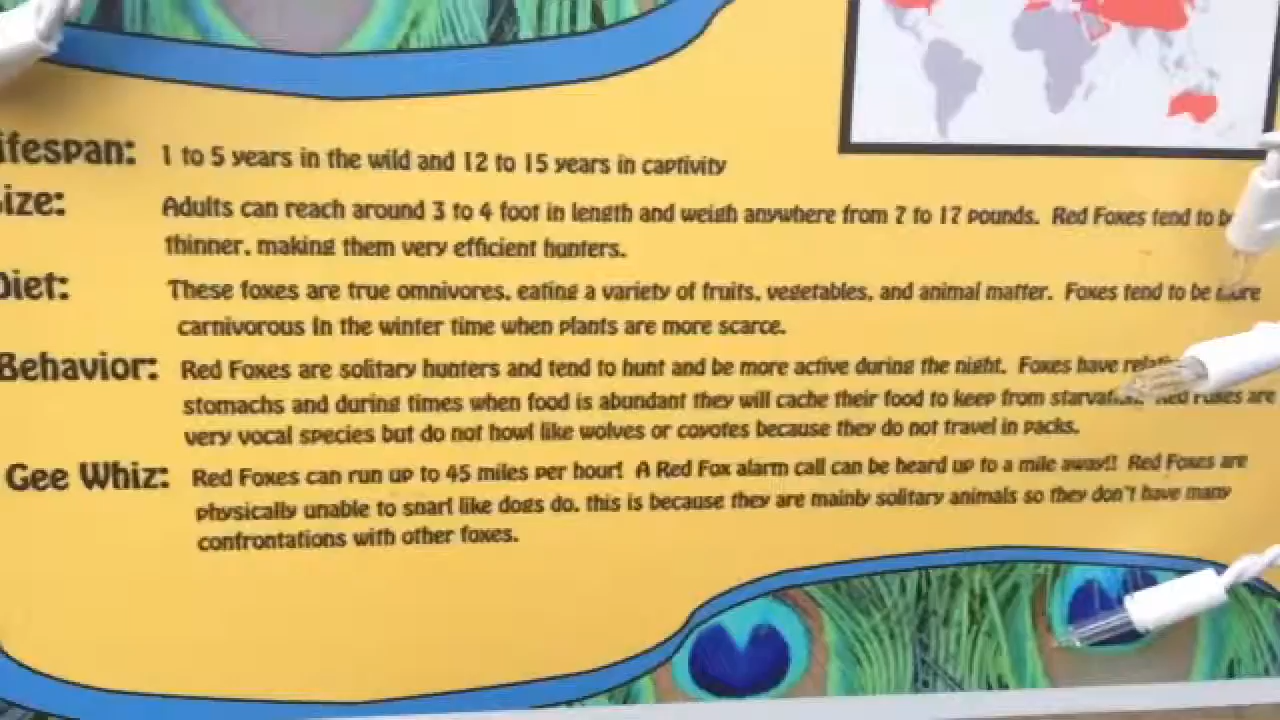 ifespan: 1 to 5 years in the wild and 12 to 15 years in captivity
ize: Adults can reach around 3 to 4 foot in length and weigh anywhere from 7 to 17 pounds. Red Foxes tend to be
thinner, making them very efficient hunters.
Diet: These foxes are true omnivores, eating a variety of fruits, vegetables, and animal matter. Foxes tend to be more
carnivorous in the winter time when plants are more scarce.
Behavior: Red Foxes are solitary hunters and tend to hunt and be more active during the night. Foxes have
stomachs and during times when food is abundant they will cache their food to keep from starvation. Red Foxes are
very vocal species but do not howl like wolves or coyotes because they do not travel in packs.
Gee Whiz: Red Foxes can run up to 45 miles per hour! A Red Fox alarm call can be heard up to a mile away!! Red Foxes are
physically unable to snarl like dogs do, this is because they are mainly solitary animals so they don't have many
confrontations with other foxes.